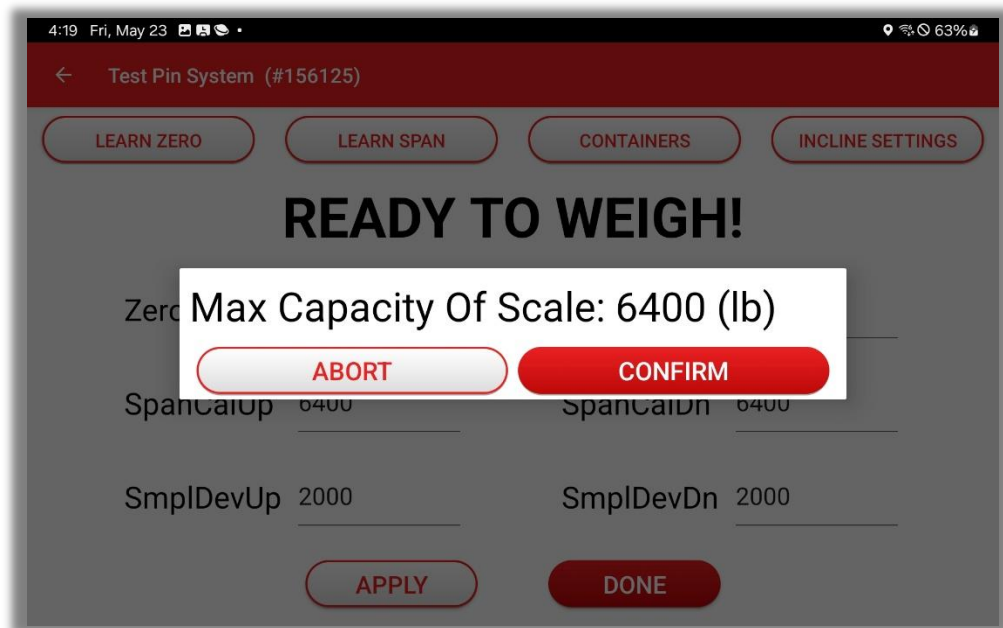 4:19 Fri, May 23
63%
Test Pin System (#156125)
LEARN ZERO LEARN SPAN CONTAINERS INCLINE SETTINGS
READY TO WEIGH!
Max Capacity Of Scale: 6400 (lb)
ABORT CONFIRM
SpanCalUp 6400 SpanCalDn 6400
SmplDevUp 2000 SmplDevDn 2000
APPLY DONE